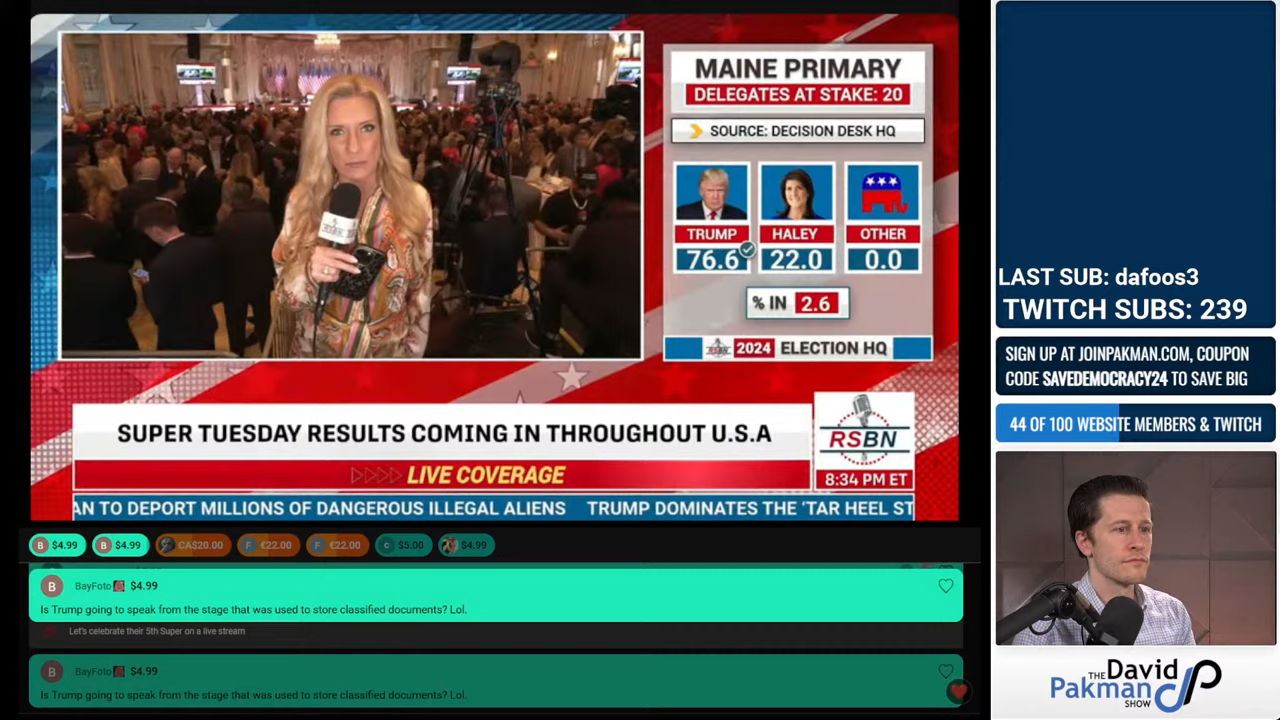 MAINE PRIMARY
DELEGATES AT STAKE: 20
SOURCE: DECISION DESK HQ
TRUMP
HALEY
OTHER
76.6
22.0
0.0
% IN 2.6
RSBN 2024 ELECTION HQ
SUPER TUESDAY RESULTS COMING IN THROUGHOUT U.S.A
LIVE COVERAGE
RSBN
8:34 PM ET
AN TO DEPORT MILLIONS OF DANGEROUS ILLEGAL ALIENS TRUMP DOMINATES THE 'TAR HEEL ST
B $4.99
B $4.99
CA$20.00
F €22.00
F €22.00
C $5.00
$4.99
B BayFoto $4.99
Is Trump going to speak from the stage that was used to store classified documents? Lol.
Let's celebrate their 5th Super on a live stream
B BayFoto $4.99
Is Trump going to speak from the stage that was used to store classified documents? Lol.
LAST SUB: dafoos3
TWITCH SUBS: 239
SIGN UP AT JOINPAKMAN.COM, COUPON
CODE SAVEDEMOCRACY24 TO SAVE BIG
44 OF 100 WEBSITE MEMBERS & TWITCH
THE David
Pakman
SHOW